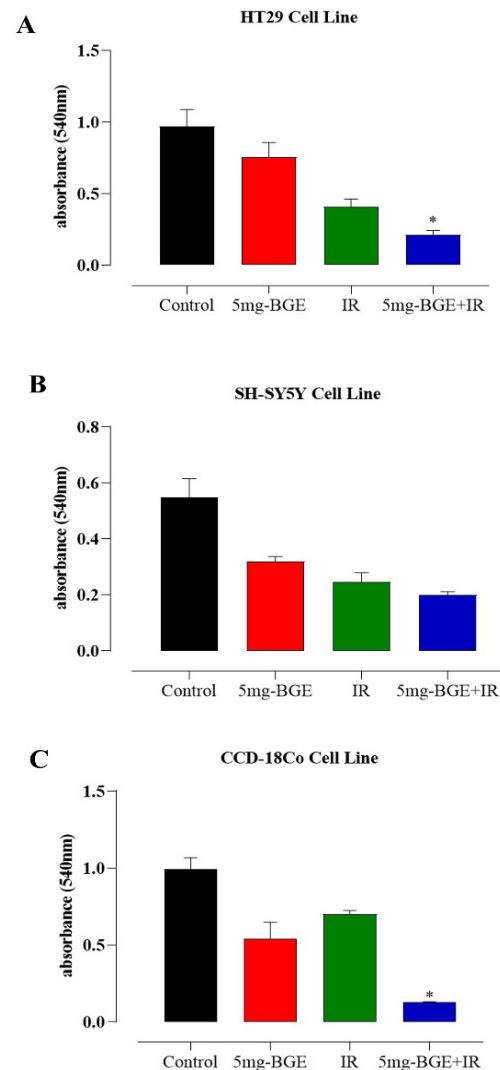 A
HT29 Cell Line
absorbance (540nm)
1.5
1.0
0.5
0.0
*
Control 5mg-BGE IR 5mg-BGE+IR
B
SH-SY5Y Cell Line
absorbance (540nm)
0.8
0.6
0.4
0.2
0.0
Control 5mg-BGE IR 5mg-BGE+IR
C
CCD-18Co Cell Line
absorbance (540nm)
1.5
1.0
0.5
0.0
*
Control 5mg-BGE IR 5mg-BGE+IR